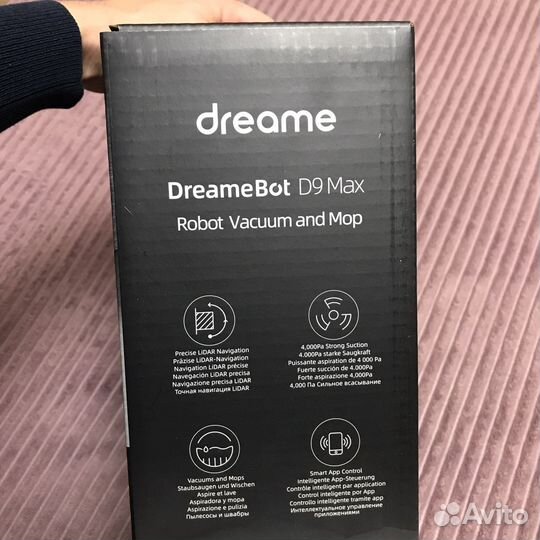 dreame
DreameBot D9 Max
Robot Vacuum and Mop
Precise LiDAR Navigation
Präzise LiDAR-Navigation
Navigation LiDAR précise
Navegación LiDAR precisa
Navigazione precisa LiDAR
Точная навигация LiDAR
4,000Pa Strong Suction
4.000Pa starke Saugkraft
Puissante aspiration de 4 000 Pa
Fuerte succión de 4.000Pa
Forte aspirazione 4.000Pa
4,000 Па Сильное всасывание
Vacuums and Mops
Staubsaugen und Wischen
Aspire et lave
Aspiradora y mopa
Aspirazione e pulizia
Пылесосы и швабры
Smart App Control
Intelligente App-Steuerung
Contrôle intelligent par application
Control inteligente por App
Controllo intelligente tramite app
Интеллектуальное управление
приложениями
Avito